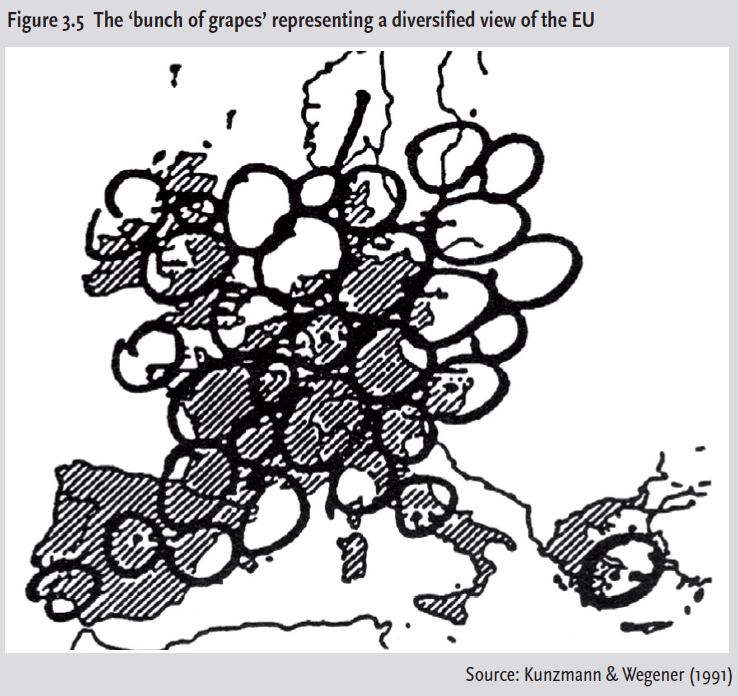 Figure 3.5 The ‘bunch of grapes’ representing a diversified view of the EU
Source: Kunzmann & Wegener (1991)